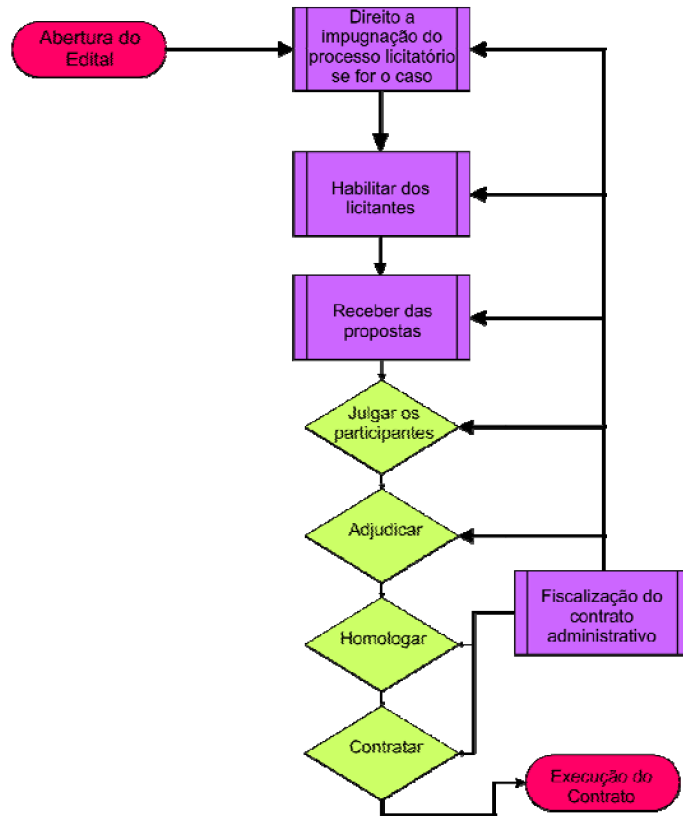 Abertura do
Edital
Direito a
impugnação do
processo licitatório
se for o caso
Habilitar dos
licitantes
Receber das
propostas
Julgar os
participantes
Adjudicar
Fiscalização do
contrato
administrativo
Homologar
Contratar
Execução do
Contrato